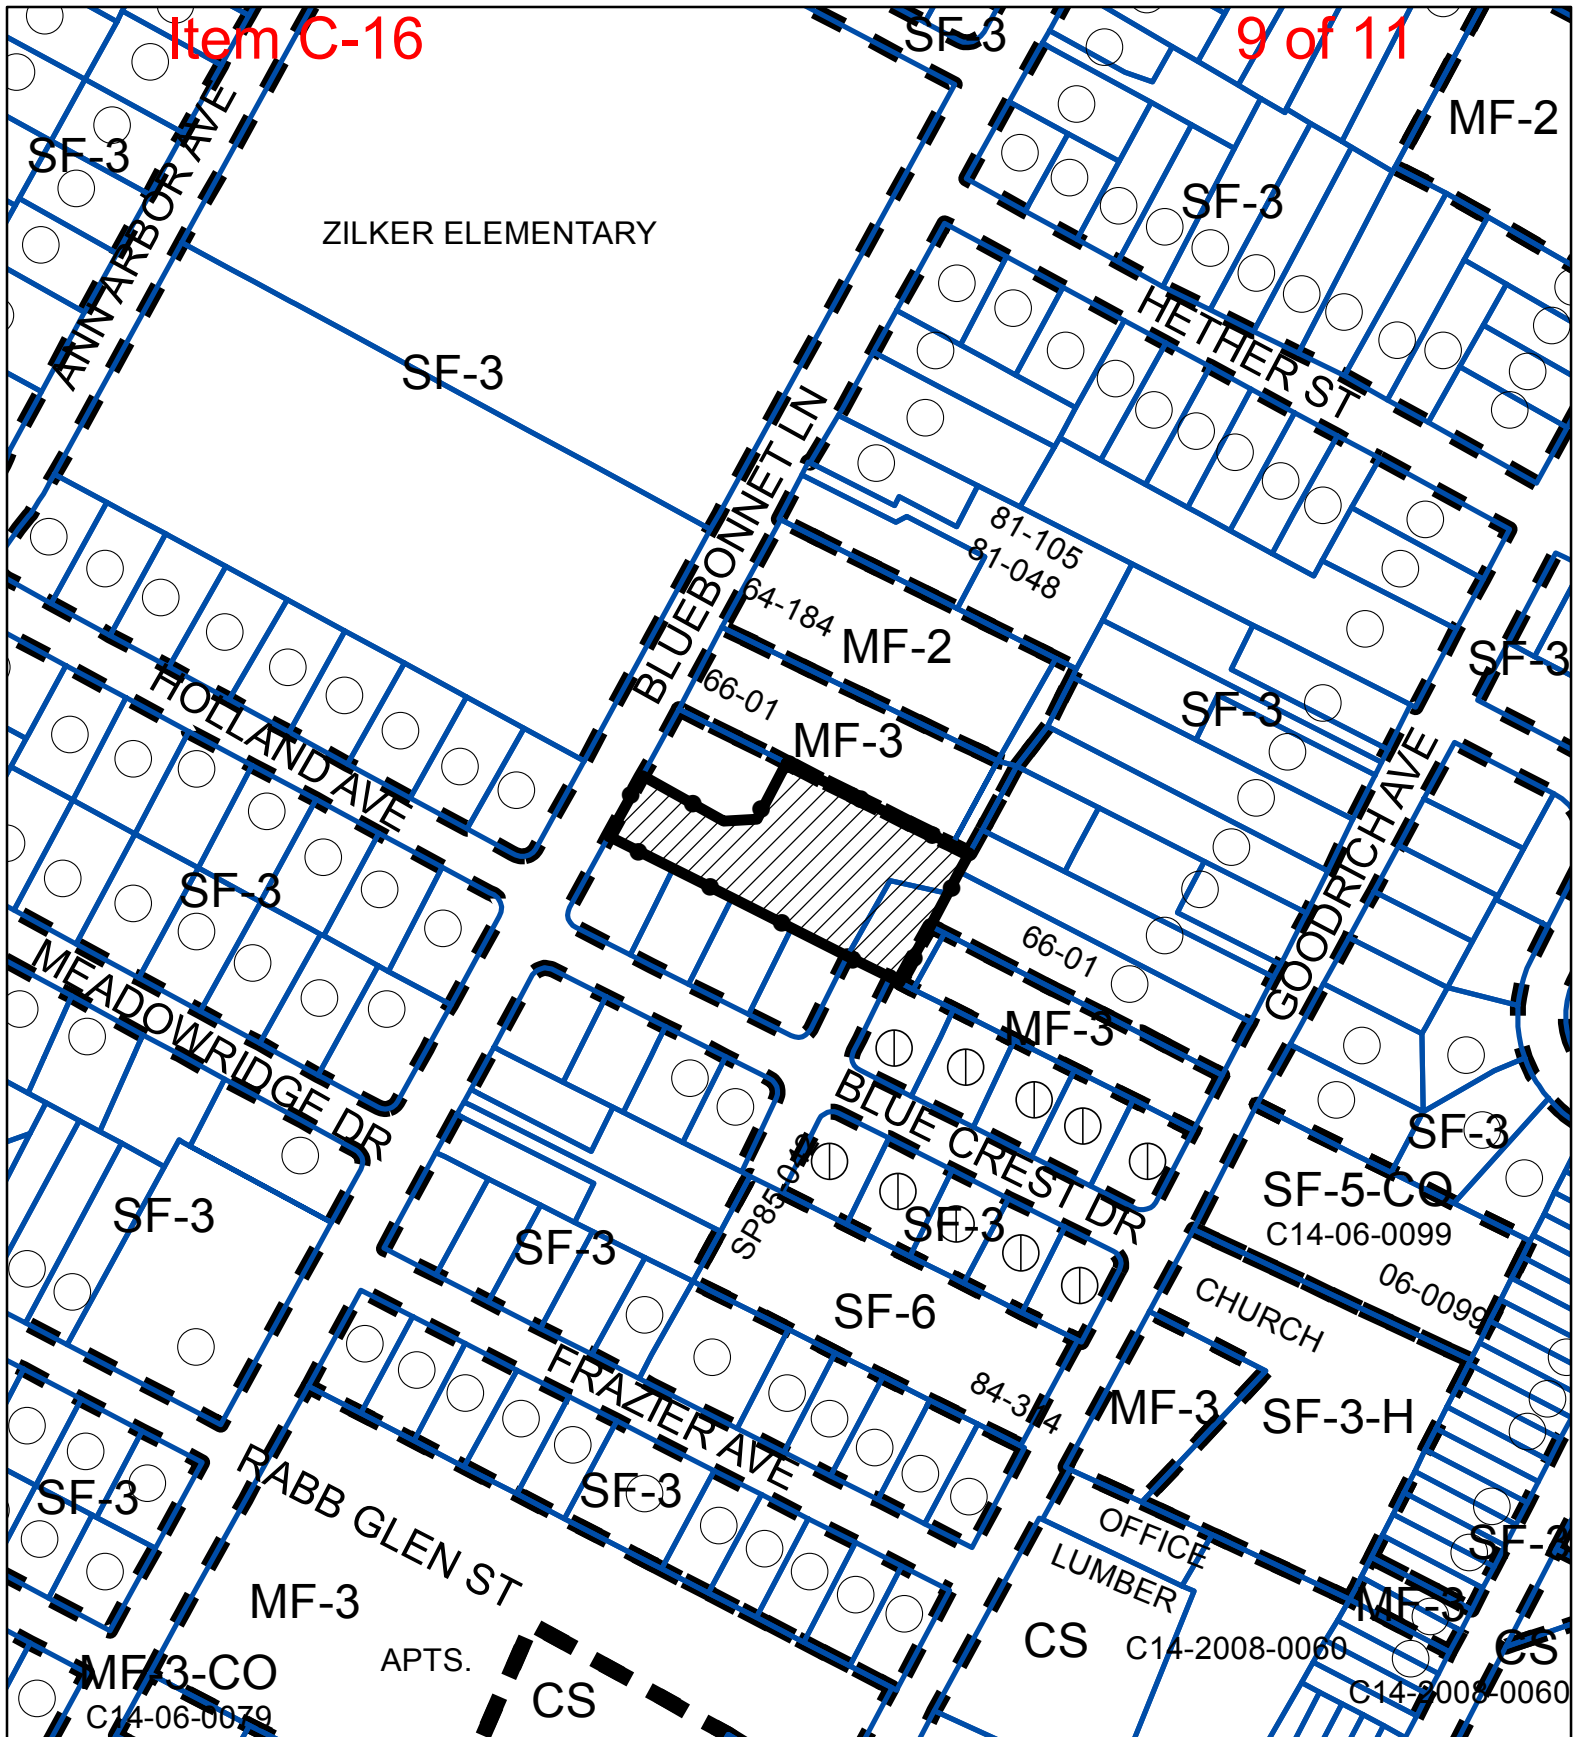 Item C-16
9 of 11
SF-3
MF-2
SF-3
ANN ARBOR AVE
SF-3
ZILKER ELEMENTARY
HETHER ST
SF-3
BLUEBONNET LN
81-105
81-048
64-184
MF-2
SF-3
66-01
SF-3
HOLLAND AVE
MF-3
GOODRICH AVE
SF-3
66-01
MEADOWRIDGE DR
MF-3
BLUE CREST DR
SF-3
SP85-042
SF-5-CO
C14-06-0099
SF-3
SF-3
SF-3
06-0099
CHURCH
SF-6
FRAZIER AVE
84-314
MF-3
SF-3-H
SF-3
SF-3
RABB GLEN ST
OFFICE
LUMBER
SF-3
MF-3
MF-3
CS
C14-2008-0060
CS
APTS.
MF-3-CO
C14-06-0079
CS
C14-2008-0060